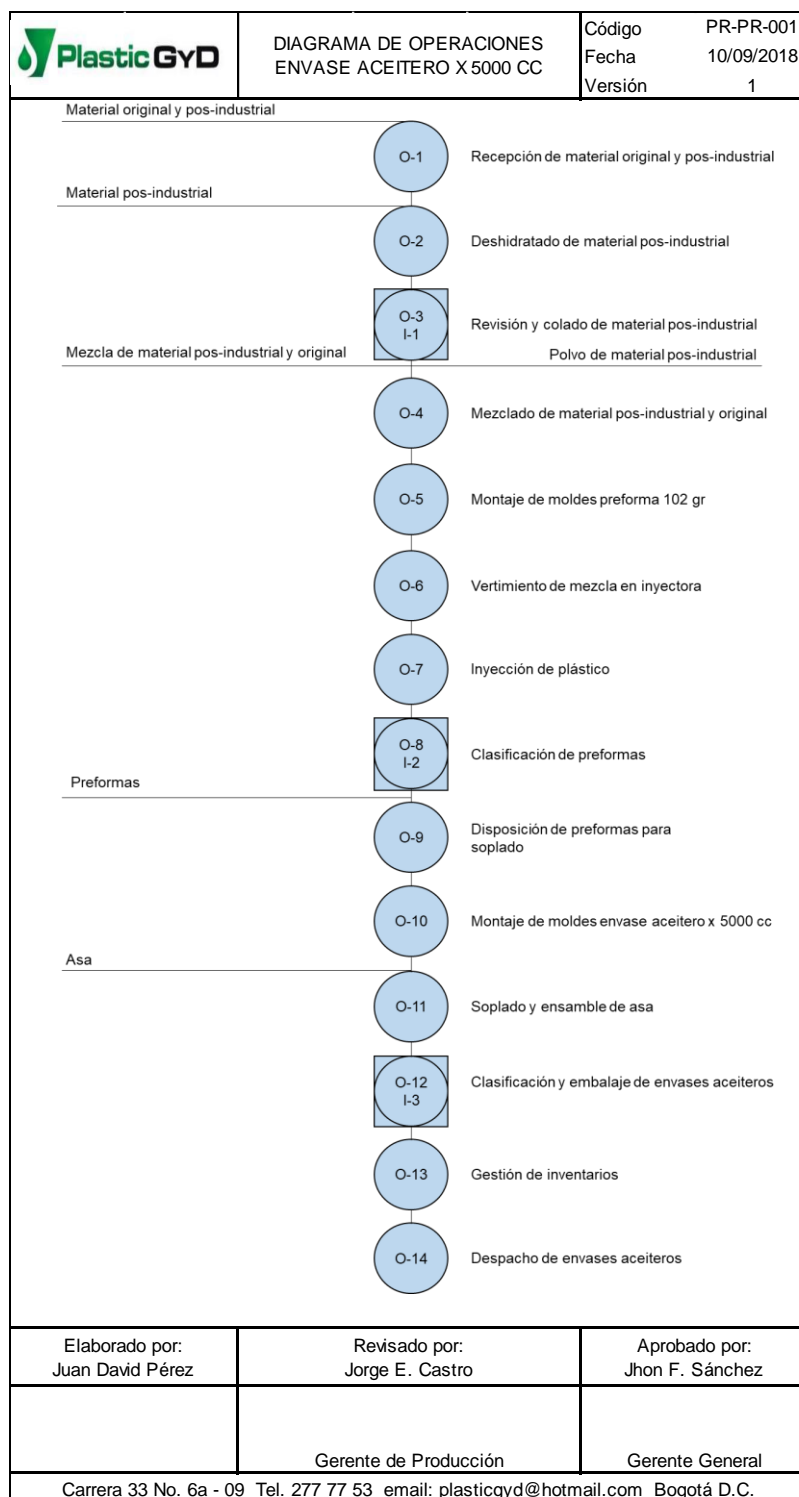 Plastic GYD
DIAGRAMA DE OPERACIONES
ENVASE ACEITERO X 5000 CC
Código PR-PR-001
Fecha 10/09/2018
Versión 1
Material original y pos-industrial
O-1 Recepción de material original y pos-industrial
Material pos-industrial
O-2 Deshidratado de material pos-industrial
O-3
I-1
Revisión y colado de material pos-industrial
Mezcla de material pos-industrial y original
Polvo de material pos-industrial
O-4 Mezclado de material pos-industrial y original
O-5 Montaje de moldes preforma 102 gr
O-6 Vertimiento de mezcla en inyectora
O-7 Inyección de plástico
O-8
I-2
Clasificación de preformas
Preformas
O-9
Disposición de preformas para
soplado
O-10 Montaje de moldes envase aceitero x 5000 cc
Asa
O-11 Soplado y ensamble de asa
O-12
I-3
Clasificación y embalaje de envases aceiteros
O-13 Gestión de inventarios
O-14 Despacho de envases aceiteros
Elaborado por:
Juan David Pérez
Revisado por:
Jorge E. Castro
Aprobado por:
Jhon F. Sánchez
Gerente de Producción
Gerente General
Carrera 33 No. 6a - 09 Tel. 277 77 53 email: plasticgyd@hotmail.com Bogotá D.C.